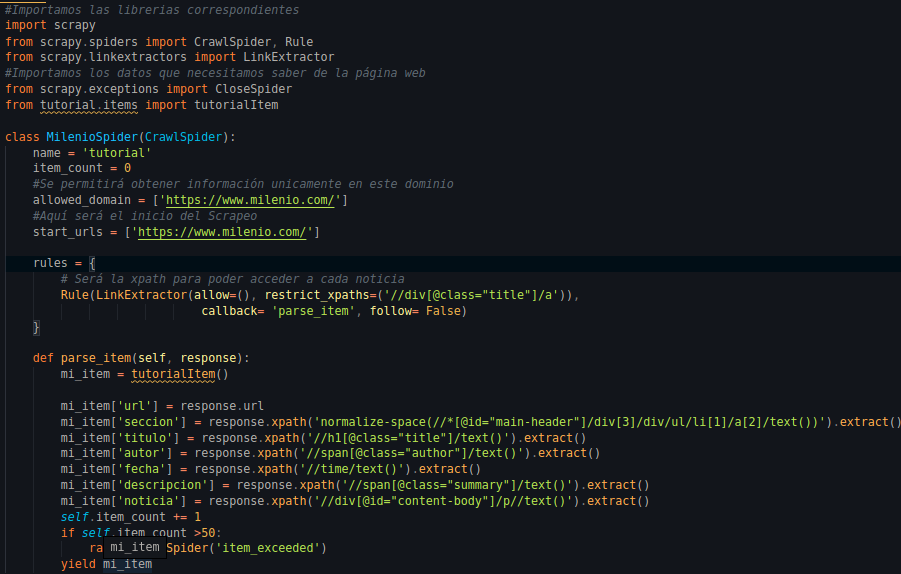 #Importamos las librerias correspondientes
import scrapy
from scrapy.spiders import CrawlSpider, Rule
from scrapy.linkextractors import LinkExtractor
#Importamos los datos que necesitamos saber de la página web
from scrapy.exceptions import CloseSpider
from tutorial.items import tutorialItem
class MilenioSpider(CrawlSpider):
name = 'tutorial'
item_count = 0
#Se permitirá obtener información unicamente en este dominio
allowed_domain = ['https://www.milenio.com/']
#Aquí será el inicio del Scrapeo
start_urls = ['https://www.milenio.com/']
rules = {
# Será la xpath para poder acceder a cada noticia
Rule(LinkExtractor(allow=(), restrict_xpaths=('//div[@class="title"]/a')),
callback= 'parse_item', follow= False)
}
def parse_item(self, response):
mi_item = tutorialItem()
mi_item['url'] = response.url
mi_item['seccion'] = response.xpath('normalize-space(//*[@id="main-header"]/div[3]/div/ul/li[1]/a[2]/text())').extract()
mi_item['titulo'] = response.xpath('//h1[@class="title"]/text()').extract()
mi_item['autor'] = response.xpath('//span[@class="author"]/text()').extract()
mi_item['fecha'] = response.xpath('//time/text()').extract()
mi_item['descripcion'] = response.xpath('//span[@class="summary"]/text()').extract()
mi_item['noticia'] = response.xpath('//div[@id="content-body"]/p//text()').extract()
self.item_count += 1
if self.item_count >50:
ra mi_item Spider('item_exceeded')
yield mi_item